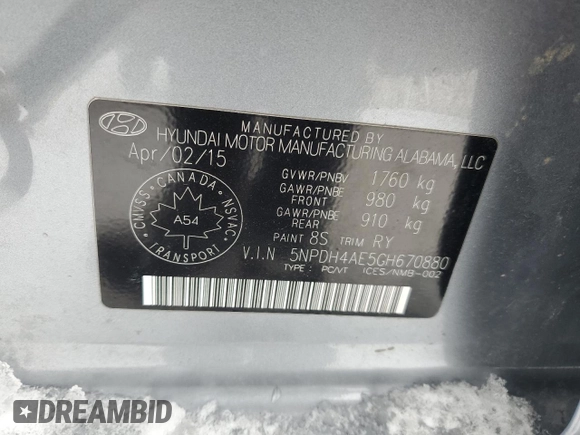 MANUFACTURED BY
HYUNDAI MOTOR MANUFACTURING ALABAMA, LLC
Apr/02/15
GVWR/PNBV 1760 kg
GAWR/PNBE FRONT 980 kg
GAWR/PNBE REAR 910 kg
PAINT 8S TRIM RY
V.I.N 5NPDH4AE5GH670880
TYPE : PC/VT ICES/NMB-002
CMVSS CANADA NSVAC
A54
TRANSPORT
DREAMBID